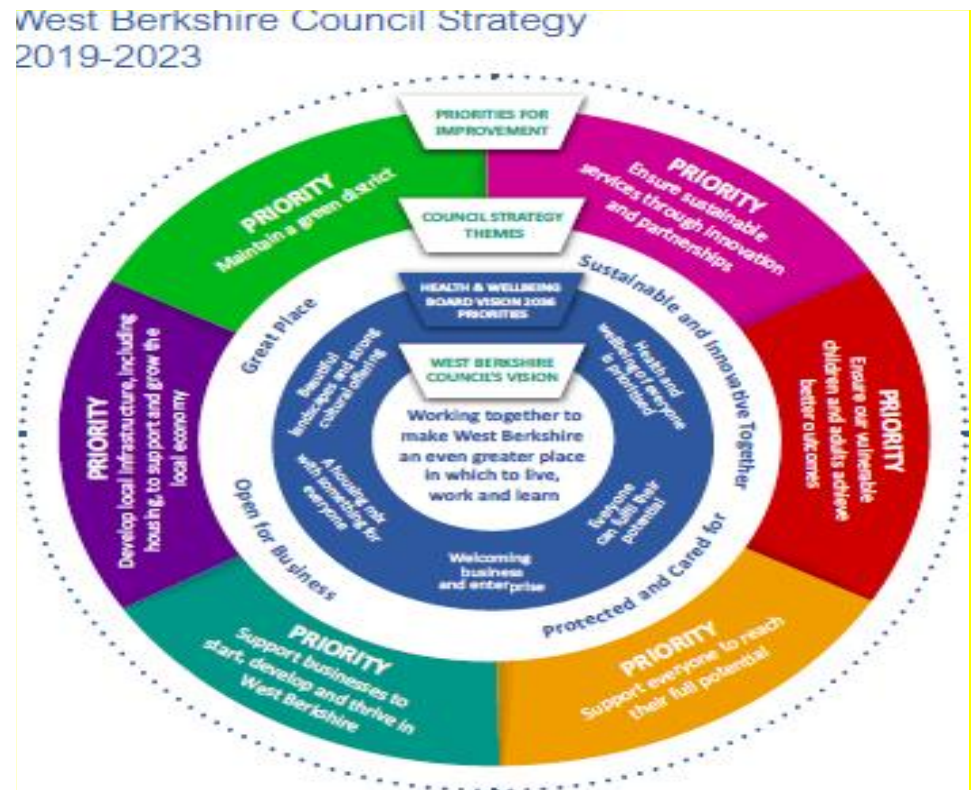 West Berkshire Council Strategy
2019-2023
PRIORITIES FOR
IMPROVEMENT
PRIORITY
Maintain a green district
PRIORITY
Ensure sustainable
services through innovation
and partnerships
COUNCIL STRATEGY
THEMES
Great Place
Sustainable and Innovative Together
HEALTH & WELLBEING
BOARD VISION 2036
PRIORITIES
Beautiful
landscapes and strong
cultural offering
Health and
wellbeing of everyone
is prioritised
WEST BERKSHIRE
COUNCIL'S VISION
Working together to
make West Berkshire
an even greater place
in which to live,
work and learn
PRIORITY
Develop local infrastructure, including
housing, to support and grow the
local economy
PRIORITY
Ensure our vulnerable
children and adults achieve
better outcomes
A housing mix
with something for
everyone
Everyone
can fulfil their
potential
Welcoming
business
and enterprise
Open for Business
Protected and Cared for
PRIORITY
Support businesses to
start, develop and thrive in
West Berkshire
PRIORITY
Support everyone to reach
their full potential